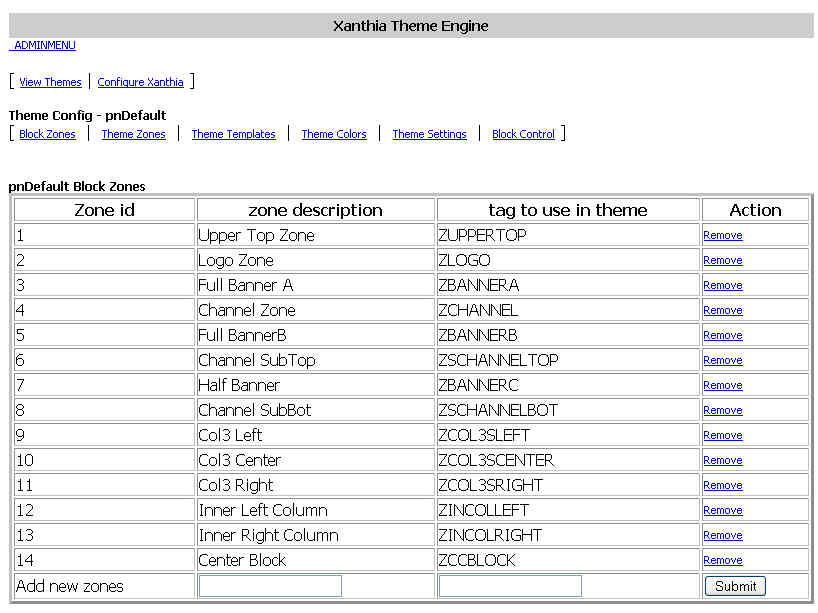 Xanthia Theme Engine
ADMINMENU
[ View Themes | Configure Xanthia ]
Theme Config - pnDefault
[ Block Zones | Theme Zones | Theme Templates | Theme Colors | Theme Settings | Block Control ]
pnDefault Block Zones
Zone id zone description tag to use in theme Action
1 Upper Top Zone ZUPPERTOP Remove
2 Logo Zone ZLOGO Remove
3 Full Banner A ZBANNERA Remove
4 Channel Zone ZCHANNEL Remove
5 Full BannerB ZBANNERB Remove
6 Channel SubTop ZSCHANNELTOP Remove
7 Half Banner ZBANNERC Remove
8 Channel SubBot ZSCHANNELBOT Remove
9 Col3 Left ZCOL3SLEFT Remove
10 Col3 Center ZCOL3SCENTER Remove
11 Col3 Right ZCOL3SRIGHT Remove
12 Inner Left Column ZINCOLLEFT Remove
13 Inner Right Column ZINCOLRIGHT Remove
14 Center Block ZCCBLOCK Remove
Add new zones Submit